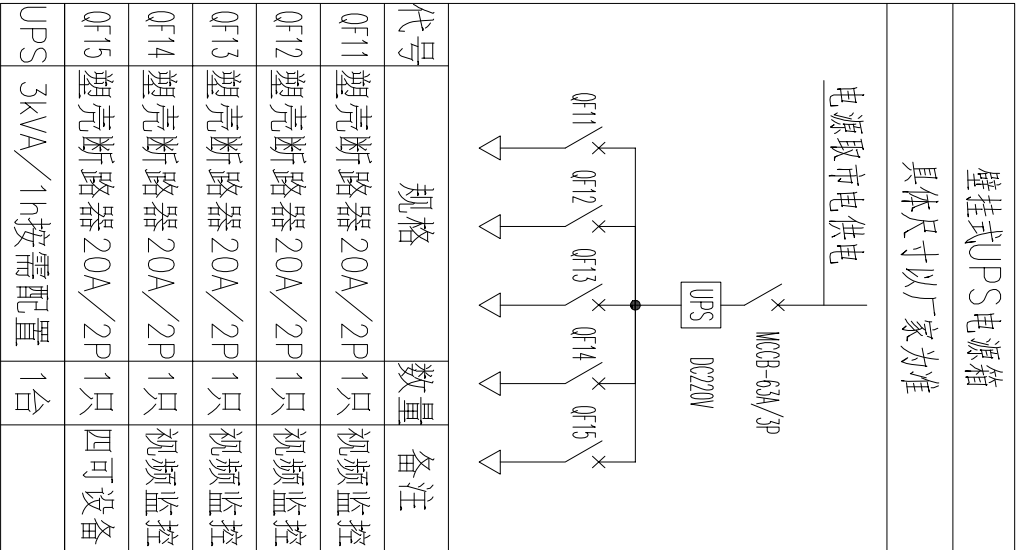 壁挂式UPS电源箱
具体尺寸以厂家为准
电源取市电供电
MCCB-63A/3P
UPS
DC220V
QF11
QF12
QF13
QF14
QF15
代号 规格 数量 备注
QF11 塑壳断路器20A/2P 1只 视频监控
QF12 塑壳断路器20A/2P 1只 视频监控
QF13 塑壳断路器20A/2P 1只 视频监控
QF14 塑壳断路器20A/2P 1只 视频监控
QF15 塑壳断路器20A/2P 1只 四可设备
UPS 3kVA/1h按需配置 1台